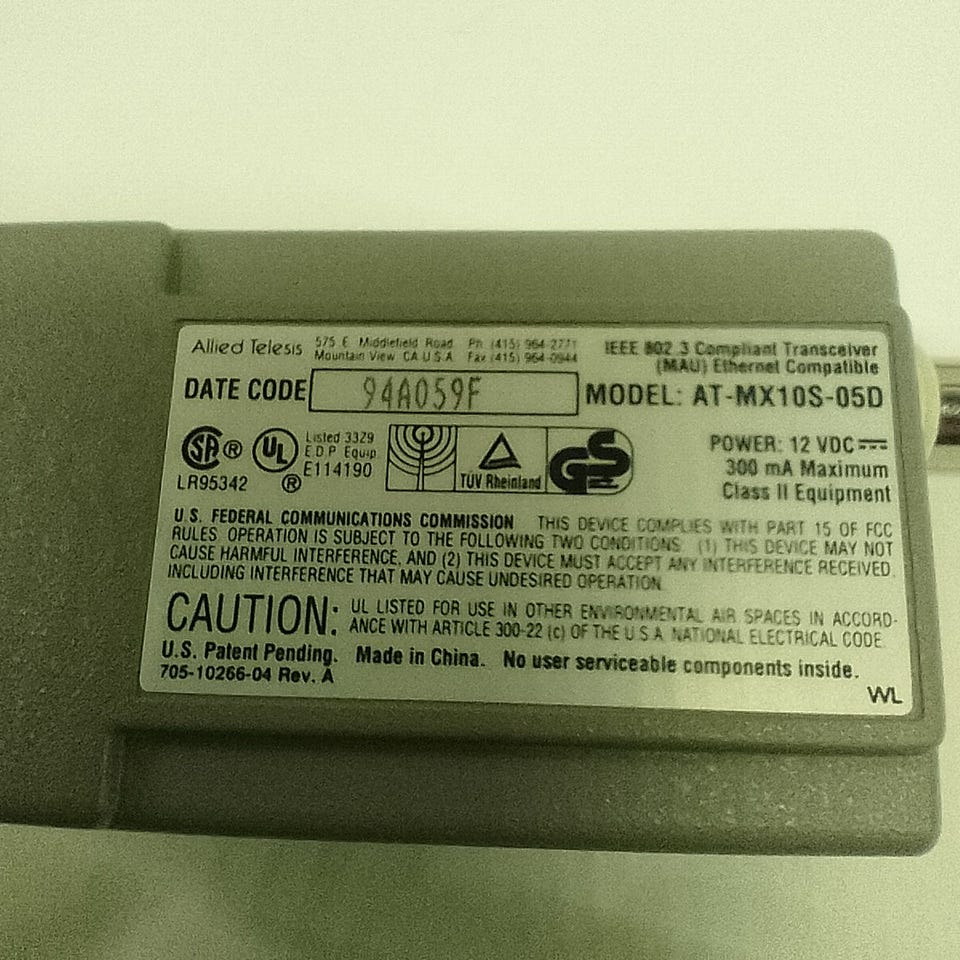 Allied Telesis 575 E. Middlefield Road Ph (415) 964-2771
Mountain View CA U.S.A. Fax (415) 964-0944
IEEE 802.3 Compliant Transceiver
(MAU) Ethernet Compatible
DATE CODE 94A059F MODEL: AT-MX10S-05D
SA ® UL ® Listed 3329
E.D.P. Equip.
E114190
LR95342
TÜV Rheinland
GS
POWER: 12 VDC
300 mA Maximum
Class II Equipment
U.S. FEDERAL COMMUNICATIONS COMMISSION THIS DEVICE COMPLIES WITH PART 15 OF FCC
RULES. OPERATION IS SUBJECT TO THE FOLLOWING TWO CONDITIONS. (1) THIS DEVICE MAY NOT
CAUSE HARMFUL INTERFERENCE, AND (2) THIS DEVICE MUST ACCEPT ANY INTERFERENCE RECEIVED,
INCLUDING INTERFERENCE THAT MAY CAUSE UNDESIRED OPERATION.
CAUTION: UL LISTED FOR USE IN OTHER ENVIRONMENTAL AIR SPACES IN ACCORD-
ANCE WITH ARTICLE 300-22 (c) OF THE U.S.A. NATIONAL ELECTRICAL CODE.
U.S. Patent Pending. Made in China. No user serviceable components inside.
705-10266-04 Rev. A
WL